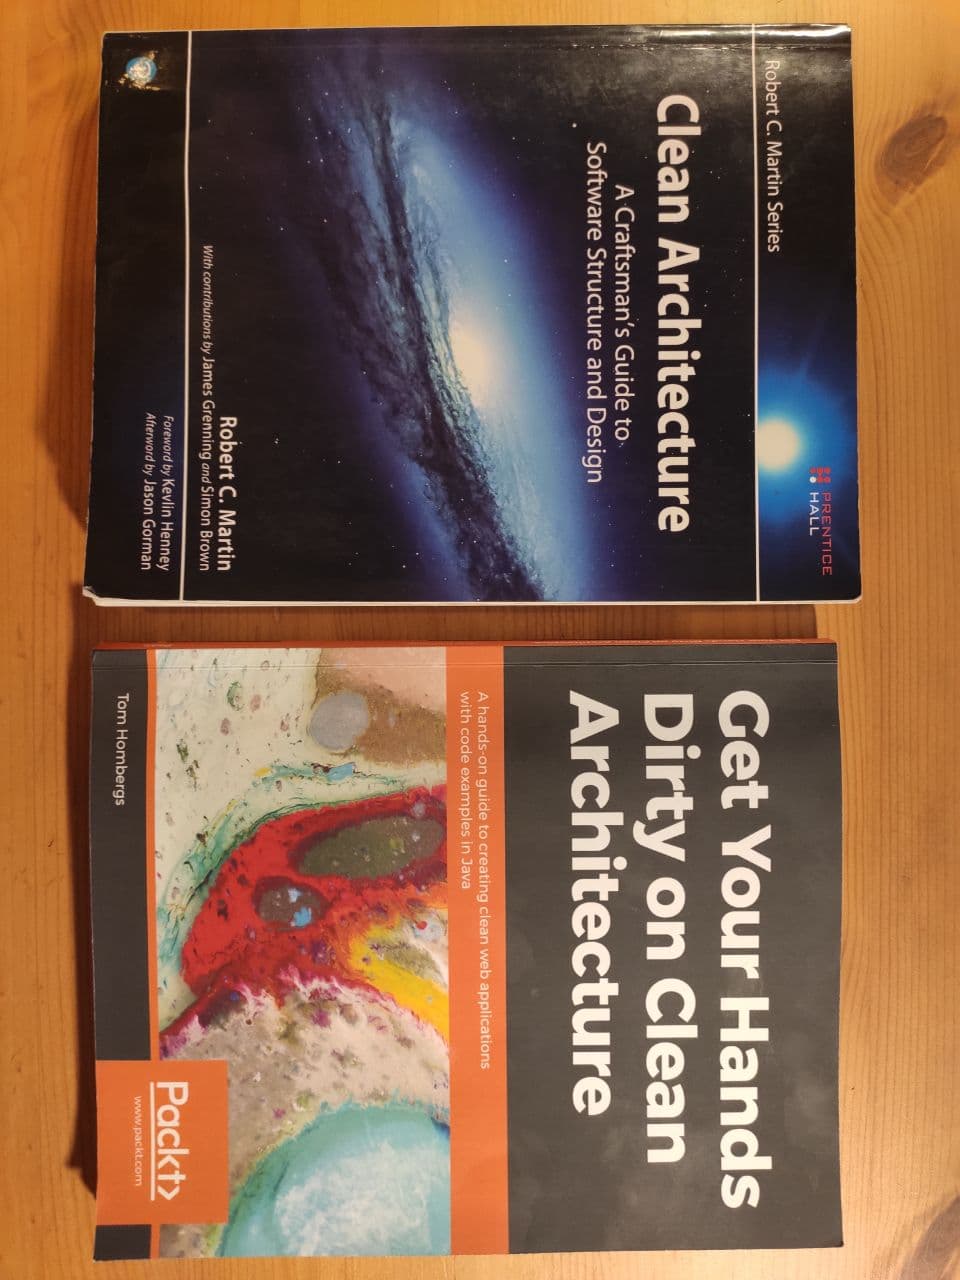 Robert C. Martin Series
PRENTICE
HALL
Clean Architecture
A Craftsman's Guide to
Software Structure and Design
Robert C. Martin
With contributions by James Grenning and Simon Brown
Foreword by Kevlin Henney
Afterword by Jason Gorman
Get Your Hands
Dirty on Clean
Architecture
A hands-on guide to creating clean web applications
with code examples in Java
Packt>
www.packt.com
Tom Hombergs